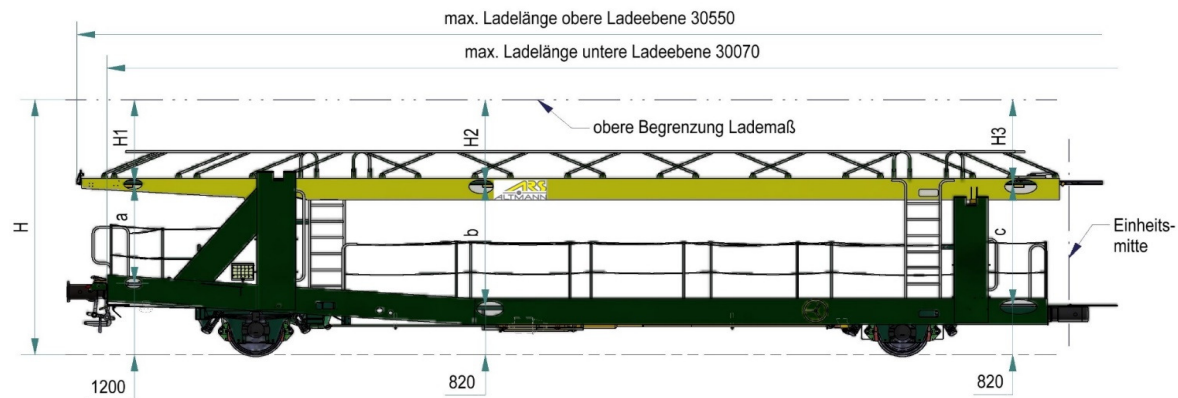 max. Ladelänge obere Ladeebene 30550
max. Ladelänge untere Ladeebene 30070
H1
H2
H3
obere Begrenzung Lademaß
H
a
b
c
ARS
ALTMANN
Einheits-
mitte
1200
820
820